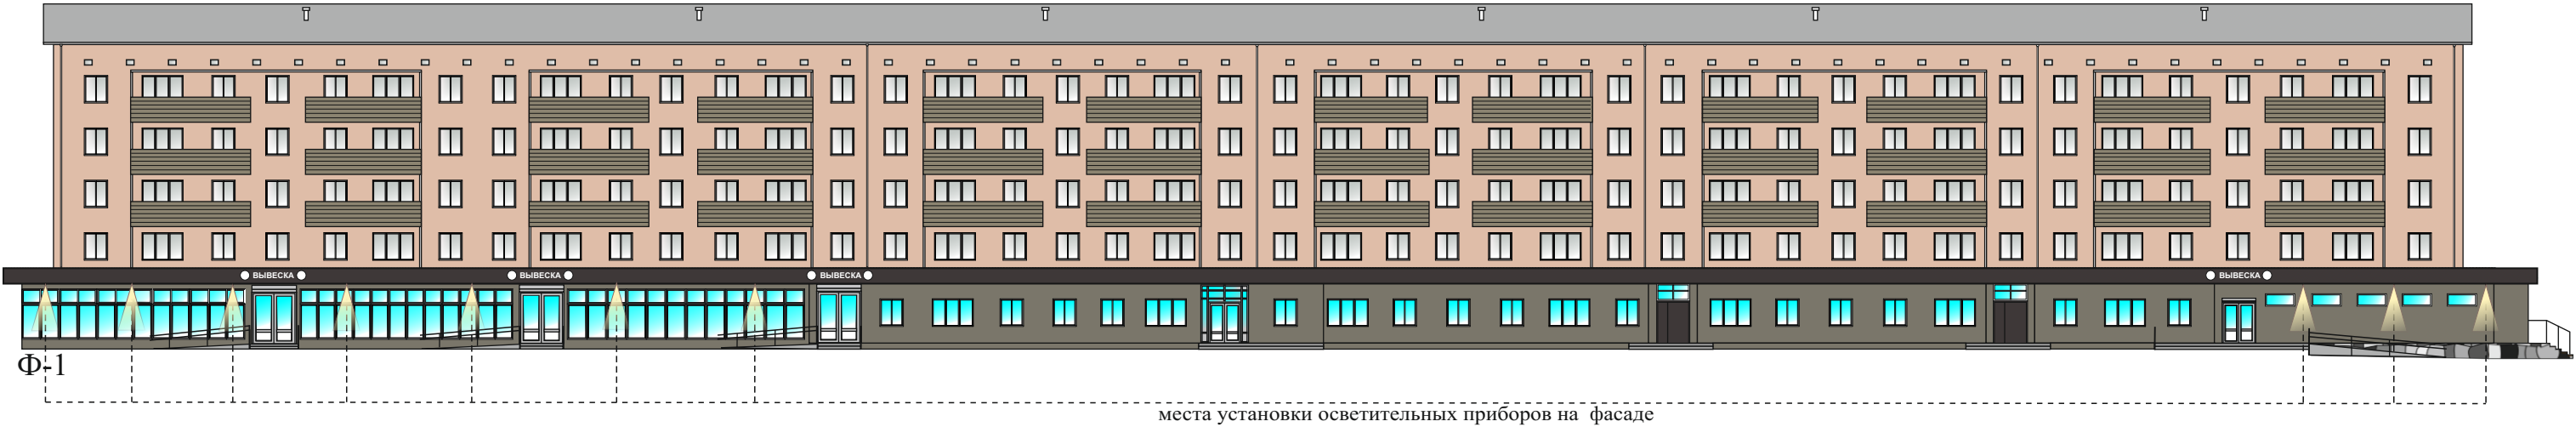 ВЫВЕСКА
ВЫВЕСКА
ВЫВЕСКА
ВЫВЕСКА
Ф-1
места установки осветительных приборов на фасаде